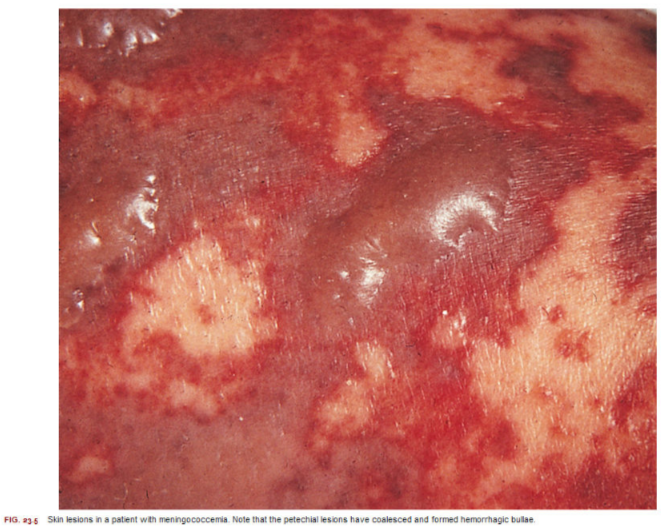 FIG. 23.5 Skin lesions in a patient with meningococcemia. Note that the petechial lesions have coalesced and formed hemorrhagic bullae.